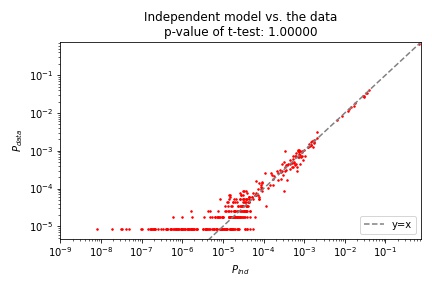 Independent model vs. the data
p-value of t-test: 1.00000
P_data
10^-1
10^-2
10^-3
10^-4
10^-5
y=x
10^-9 10^-8 10^-7 10^-6 10^-5 10^-4 10^-3 10^-2 10^-1
P_ind